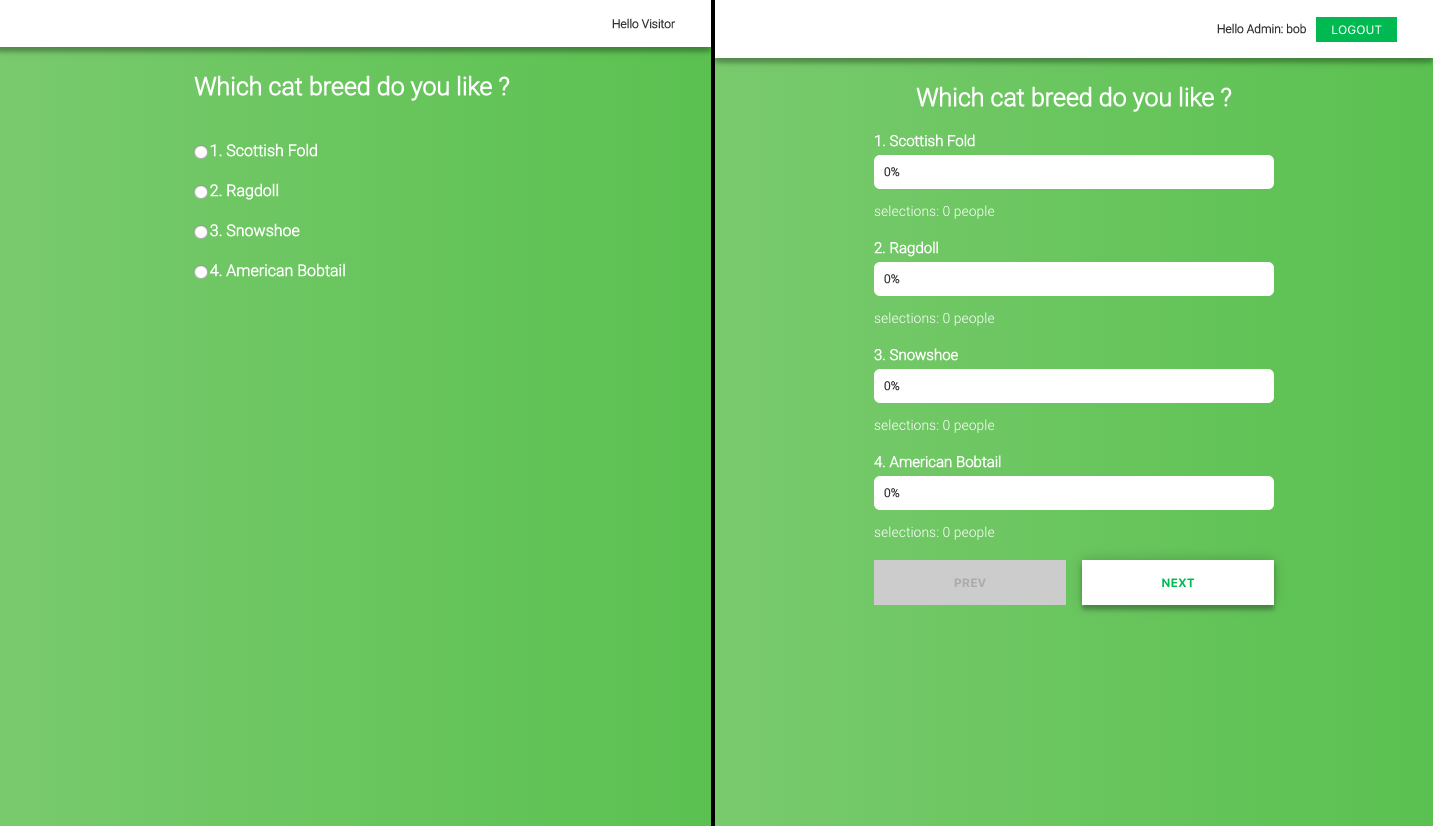 Hello Visitor
Which cat breed do you like ?
1. Scottish Fold
2. Ragdoll
3. Snowshoe
4. American Bobtail
Hello Admin: bob LOGOUT
Which cat breed do you like ?
1. Scottish Fold
0%
selections: 0 people
2. Ragdoll
0%
selections: 0 people
3. Snowshoe
0%
selections: 0 people
4. American Bobtail
0%
selections: 0 people
PREV NEXT